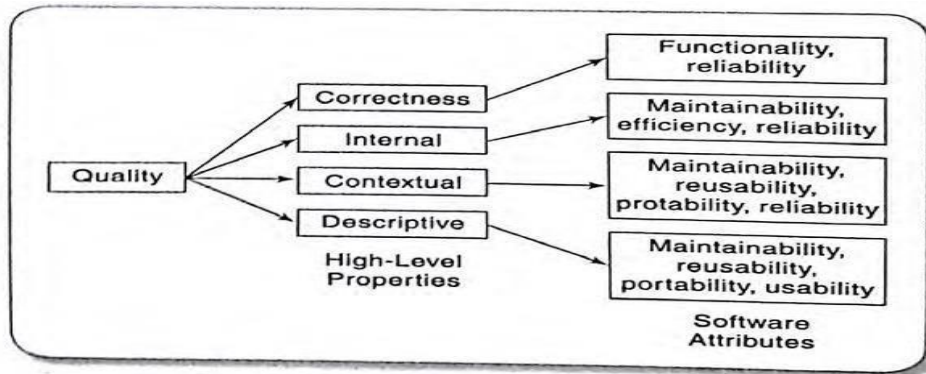 Quality
Correctness
Internal
Contextual
Descriptive
High-Level
Properties
Functionality,
reliability
Maintainability,
efficiency, reliability
Maintainability,
reusability,
protability, reliability
Maintainability,
reusability,
portability, usability
Software
Attributes